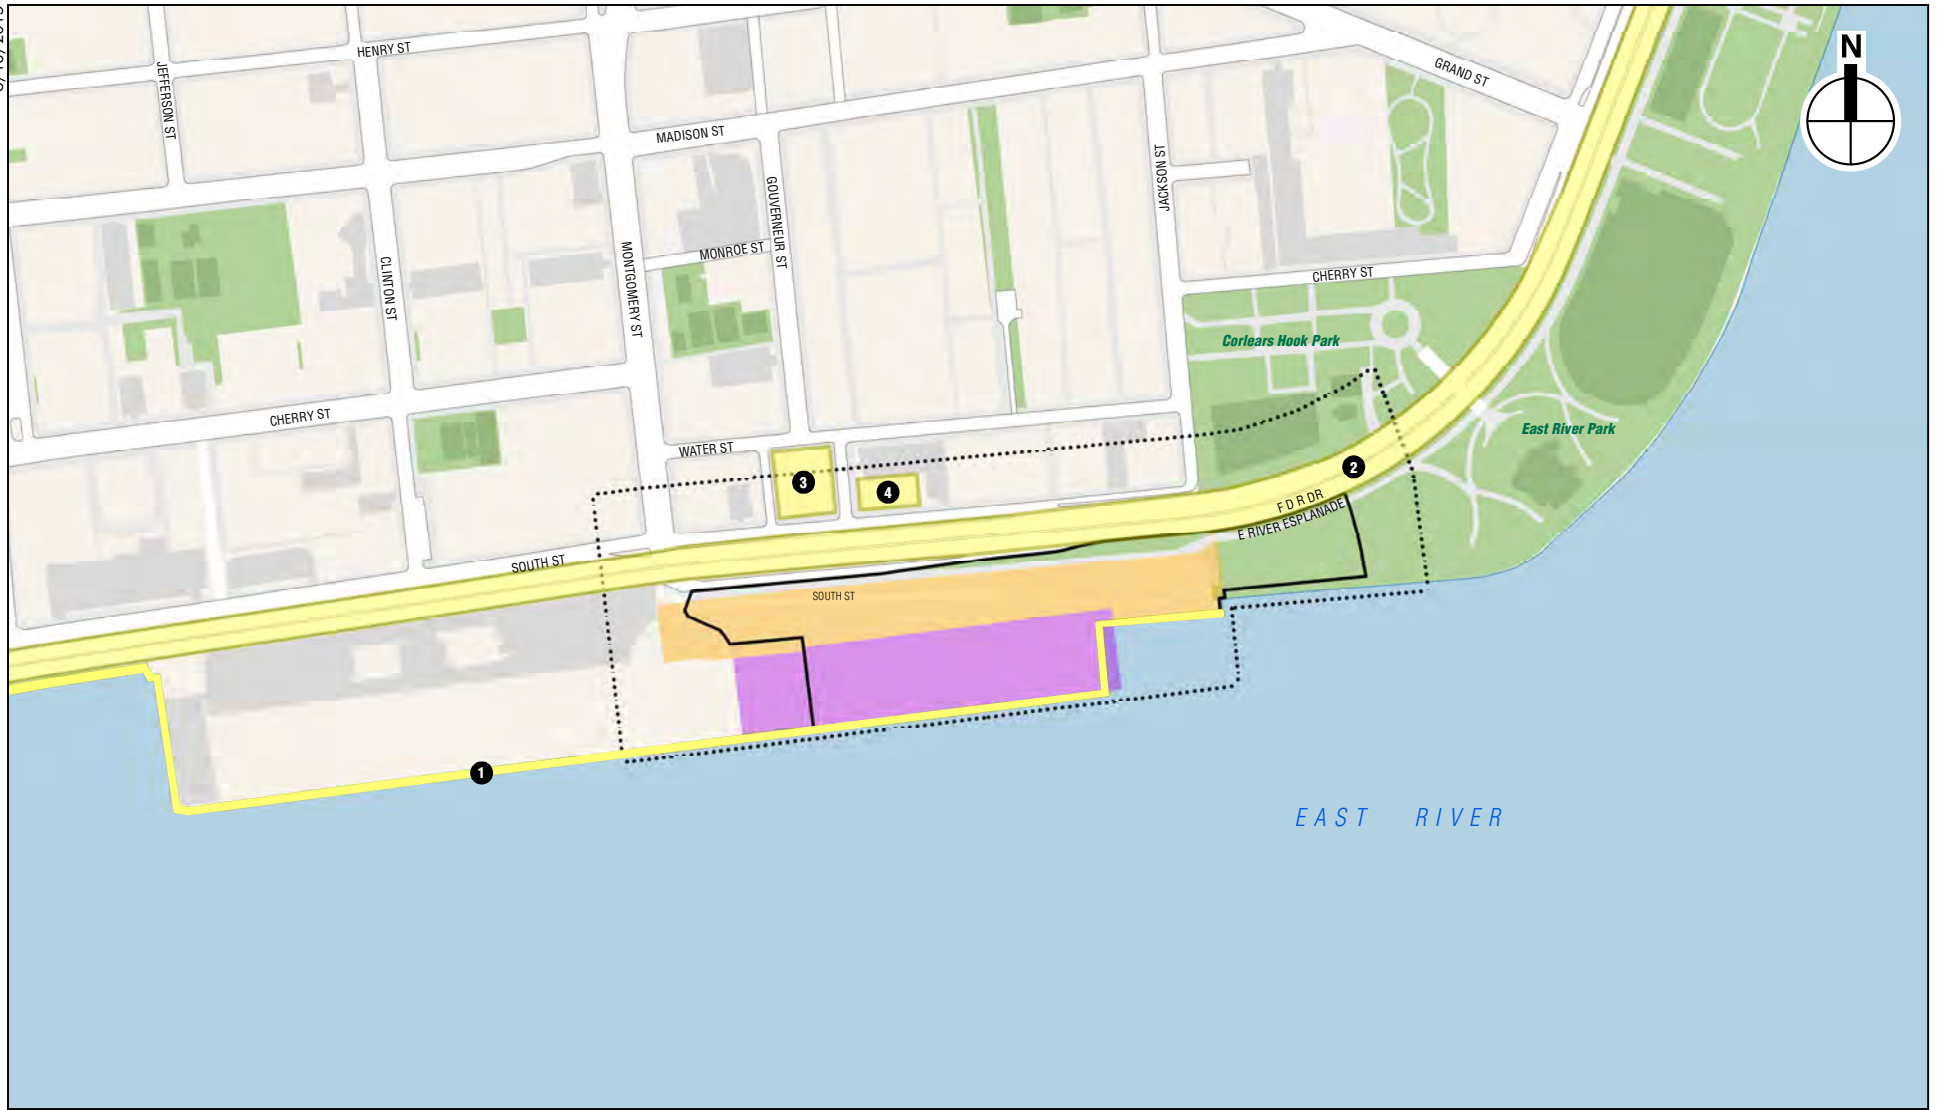 N
HENRY ST
JEFFERSON ST
GRAND ST
MADISON ST
JACKSON ST
GOUVERNEUR ST
MONROE ST
MONTGOMERY ST
CLINTON ST
CHERRY ST
Corlears Hook Park
CHERRY ST
East River Park
WATER ST
3
4
2
F D R DR
E RIVER ESPLANADE
SOUTH ST
SOUTH ST
1
EAST RIVER